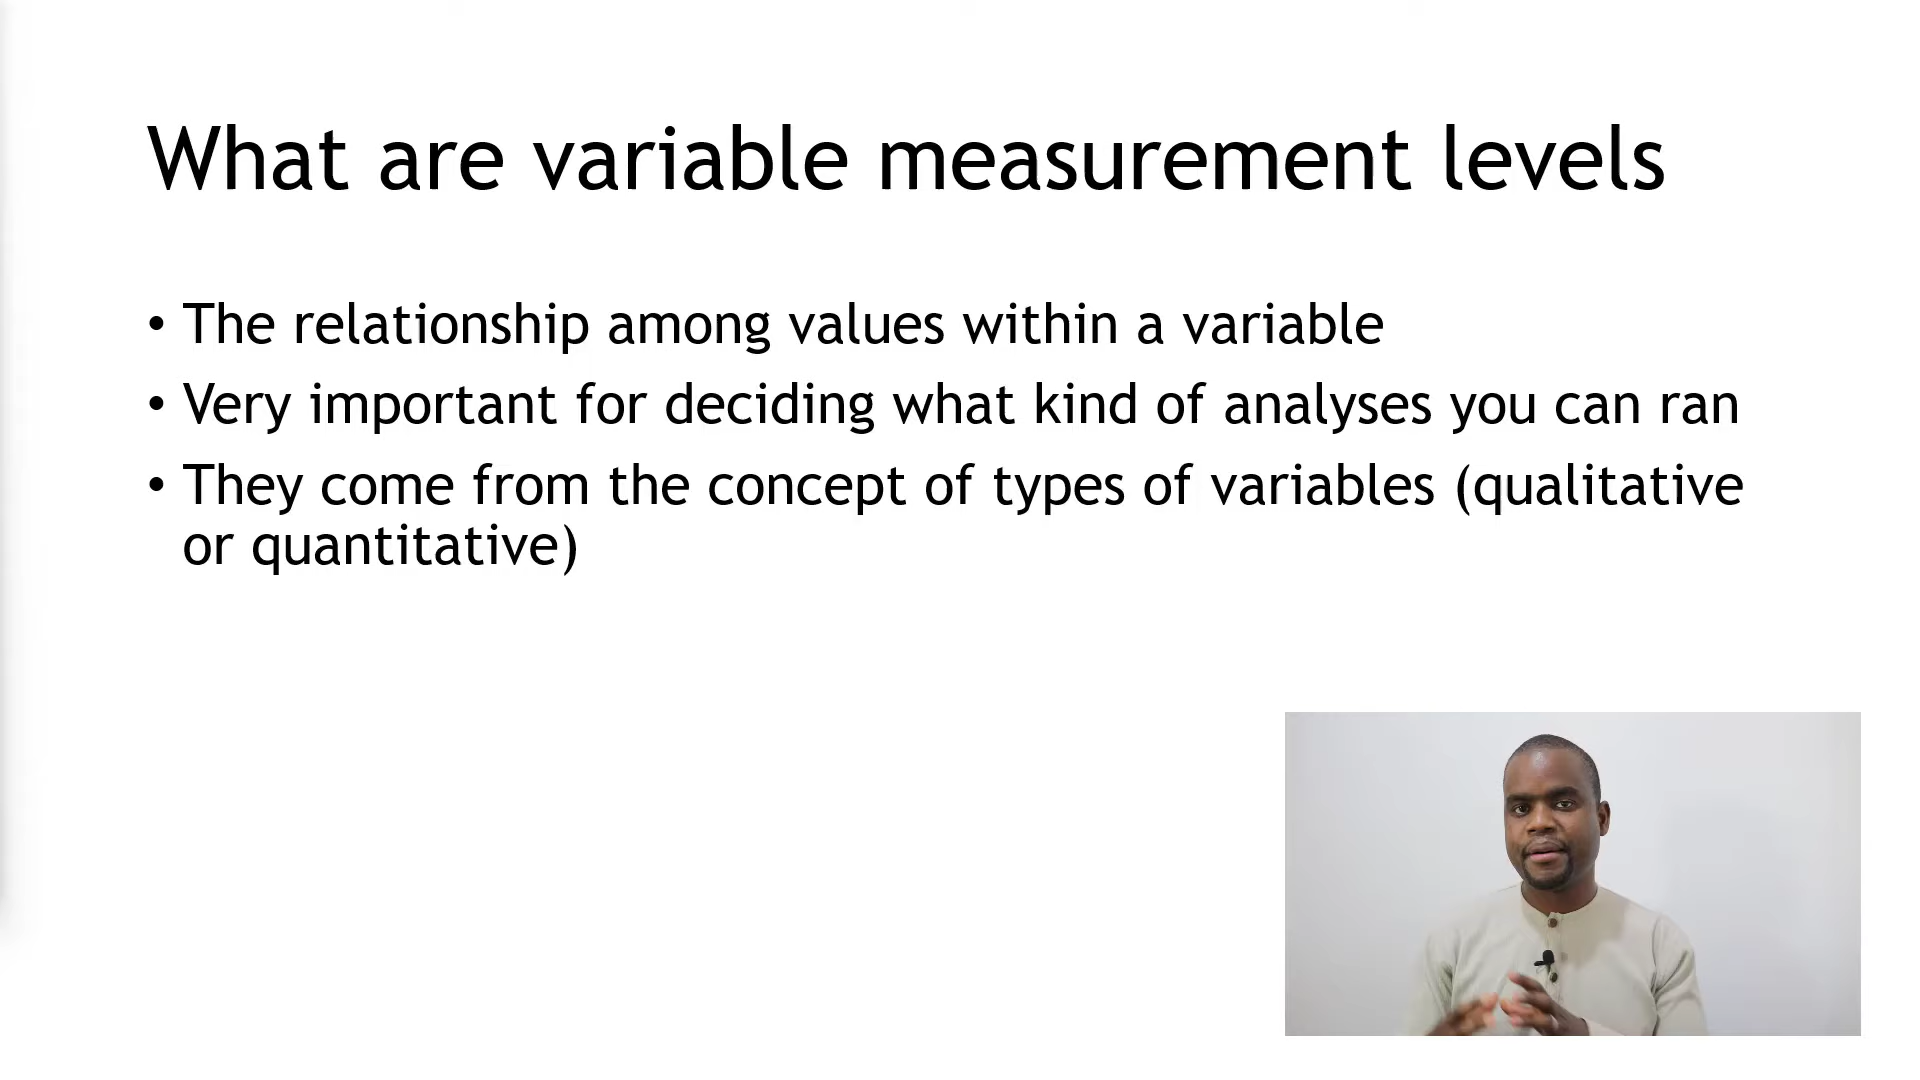 What are variable measurement levels
• The relationship among values within a variable
• Very important for deciding what kind of analyses you can ran
• They come from the concept of types of variables (qualitative
or quantitative)